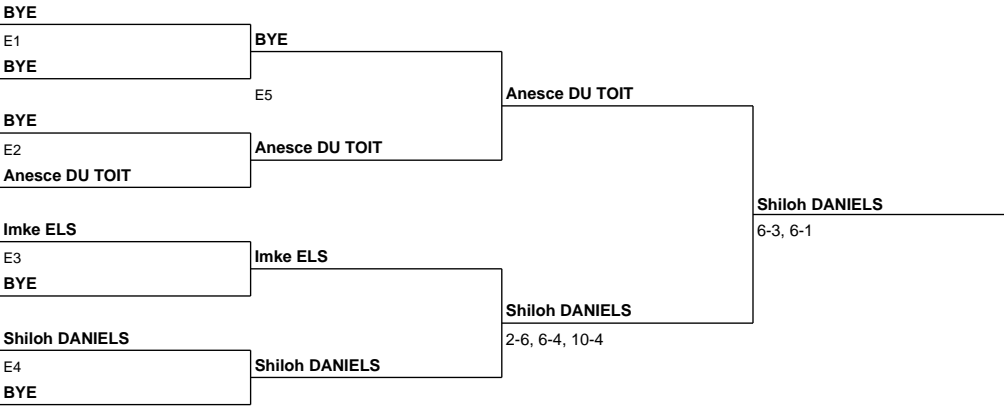 BYE
E1
BYE
BYE
E5
BYE
E2
Anesce DU TOIT
Anesce DU TOIT
Anesce DU TOIT
Imke ELS
E3
BYE
Imke ELS
Shiloh DANIELS
E4
BYE
Shiloh DANIELS
Shiloh DANIELS
2-6, 6-4, 10-4
Shiloh DANIELS
6-3, 6-1